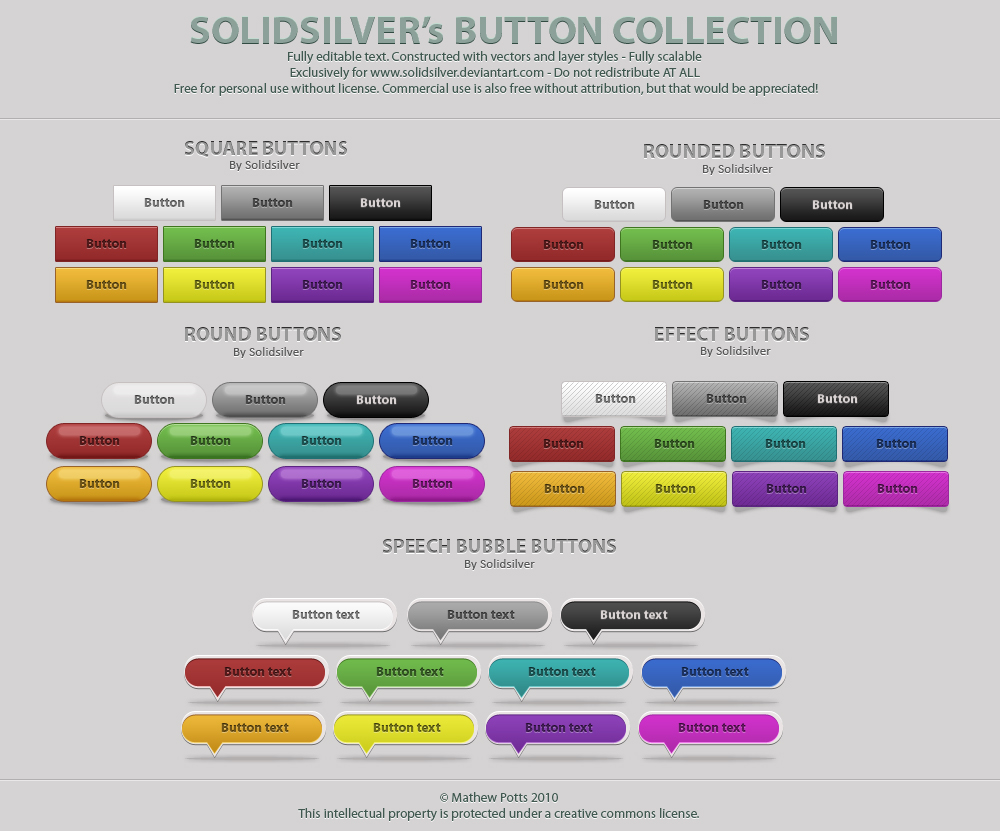 SOLIDSILVER's BUTTON COLLECTION
Fully editable text. Constructed with vectors and layer styles - Fully scalable
Exclusively for www.solidsilver.deviantart.com - Do not redistribute AT ALL
Free for personal use without license. Commercial use is also free without attribution, but that would be appreciated!
SQUARE BUTTONS
By Solidsilver
Button Button Button
Button Button Button Button
Button Button Button Button
ROUNDED BUTTONS
By Solidsilver
Button Button Button
Button Button Button Button
Button Button Button Button
ROUND BUTTONS
By Solidsilver
Button Button Button
Button Button Button Button
Button Button Button Button
EFFECT BUTTONS
By Solidsilver
Button Button Button
Button Button Button Button
Button Button Button Button
SPEECH BUBBLE BUTTONS
By Solidsilver
Button text Button text Button text
Button text Button text Button text Button text
Button text Button text Button text Button text
© Mathew Potts 2010
This intellectual property is protected under a creative commons license.